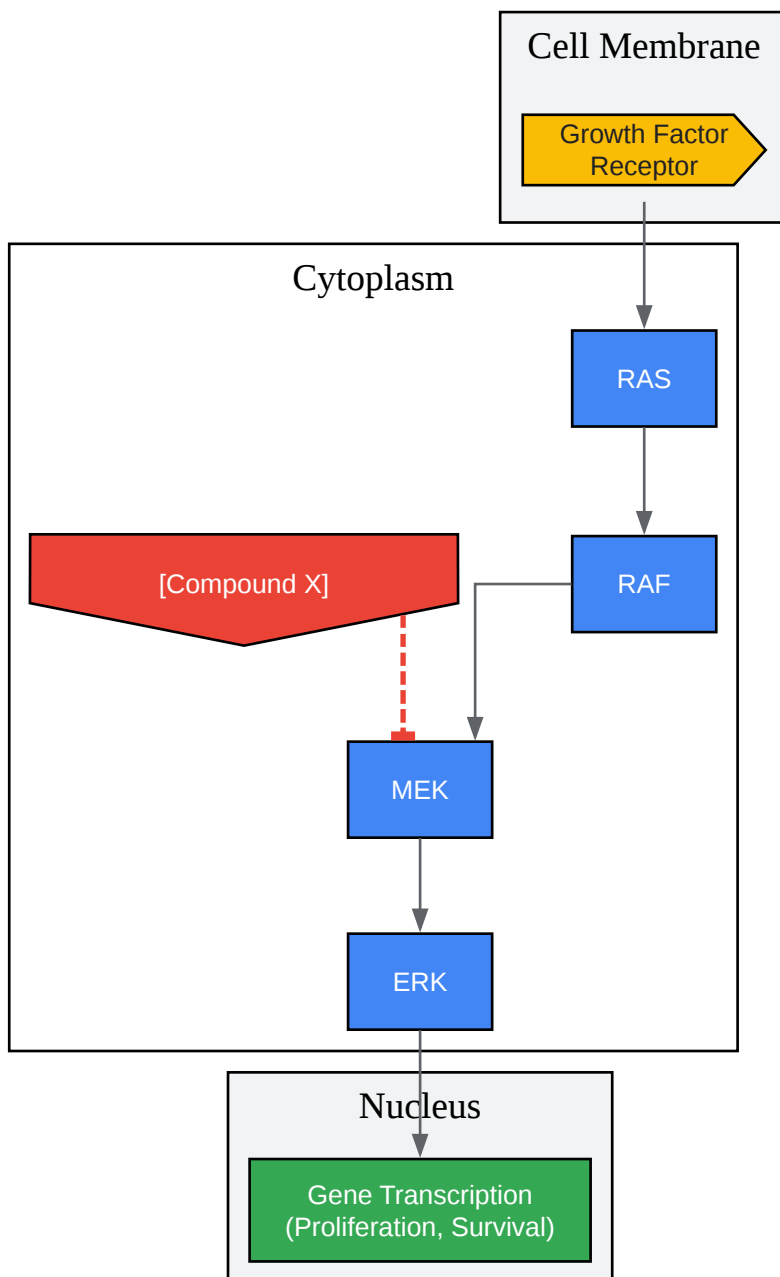 Cell Membrane
Growth Factor
Receptor
Cytoplasm
RAS
[Compound X]
RAF
MEK
ERK
Nucleus
Gene Transcription
(Proliferation, Survival)